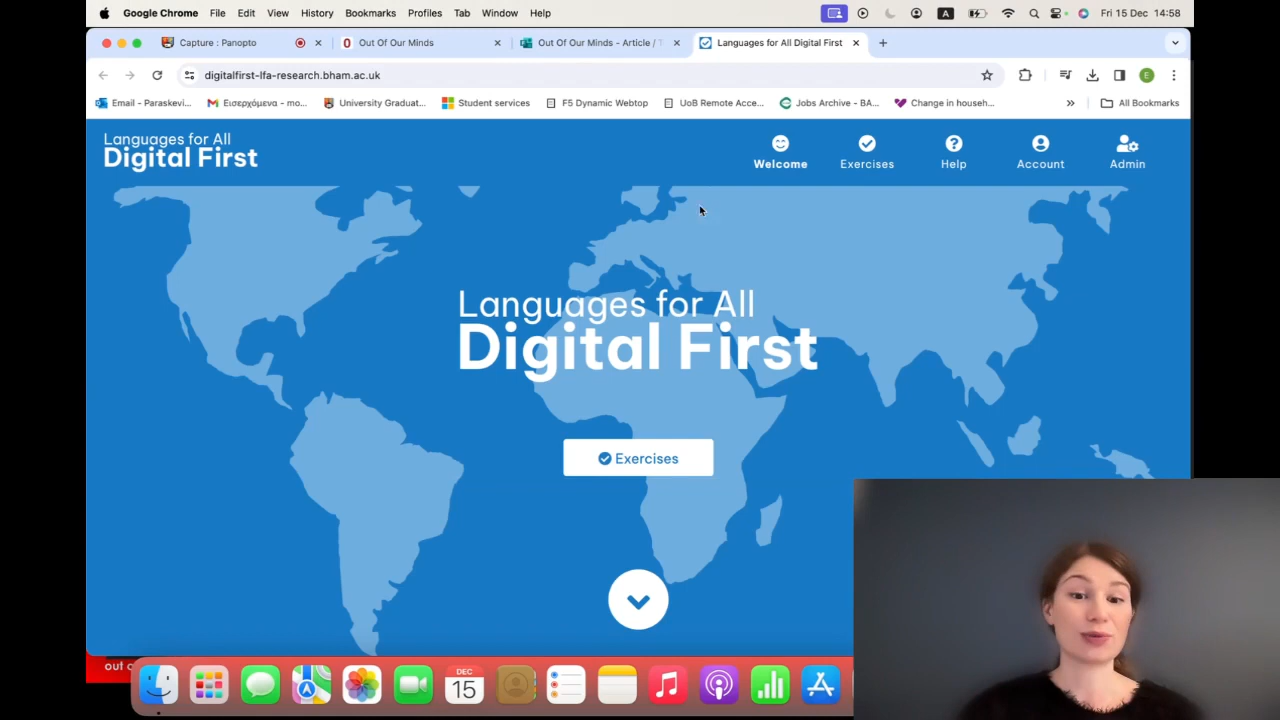 Google Chrome File Edit View History Bookmarks Profiles Tab Window Help A Fri 15 Dec 14:58
Capture : Panopto Out Of Our Minds Out Of Our Minds - Article / T Languages for All Digital First
digitalfirst-lfa-research.bham.ac.uk E
Email - Paraskevi... Εισερχόμενα - mo... University Graduat... Student services F5 Dynamic Webtop UoB Remote Acce... Jobs Archive - BA... Change in househ... All Bookmarks
Languages for All
Digital First
Welcome Exercises Help Account Admin
Languages for All
Digital First
Exercises
out o
DEC
15